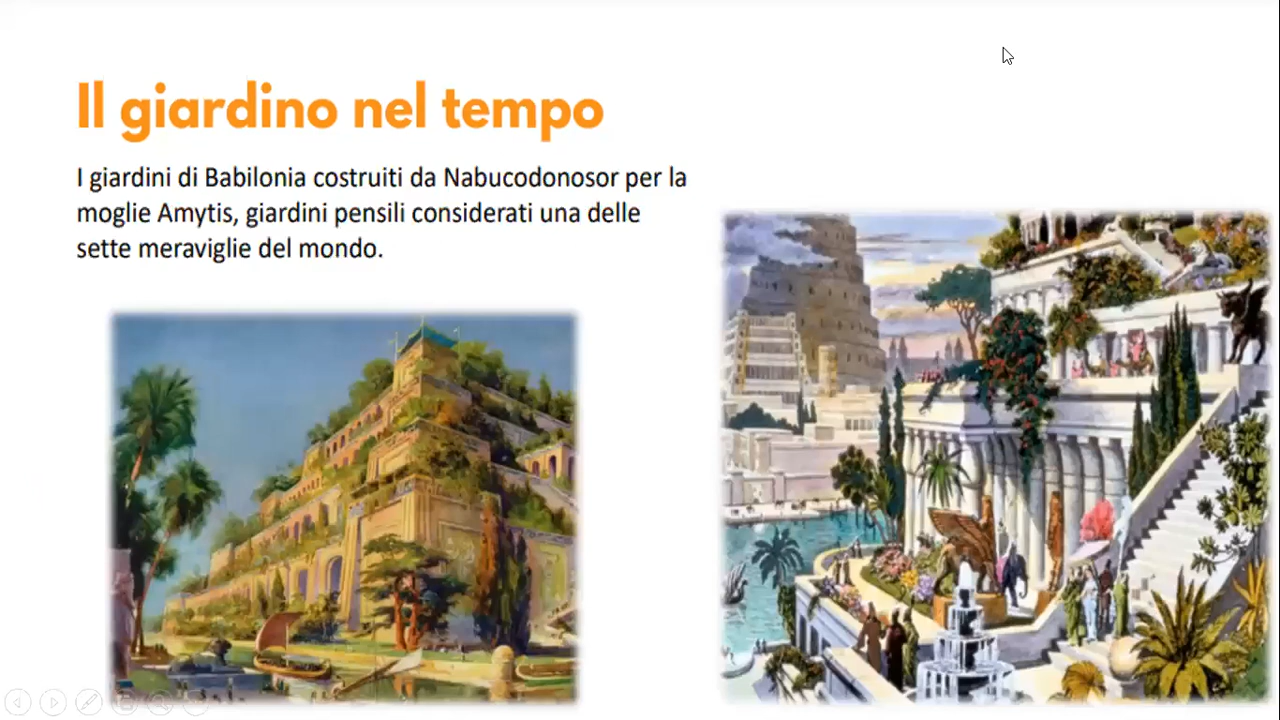 Il giardino nel tempo
I giardini di Babilonia costruiti da Nabucodonosor per la
moglie Amytis, giardini pensili considerati una delle
sette meraviglie del mondo.